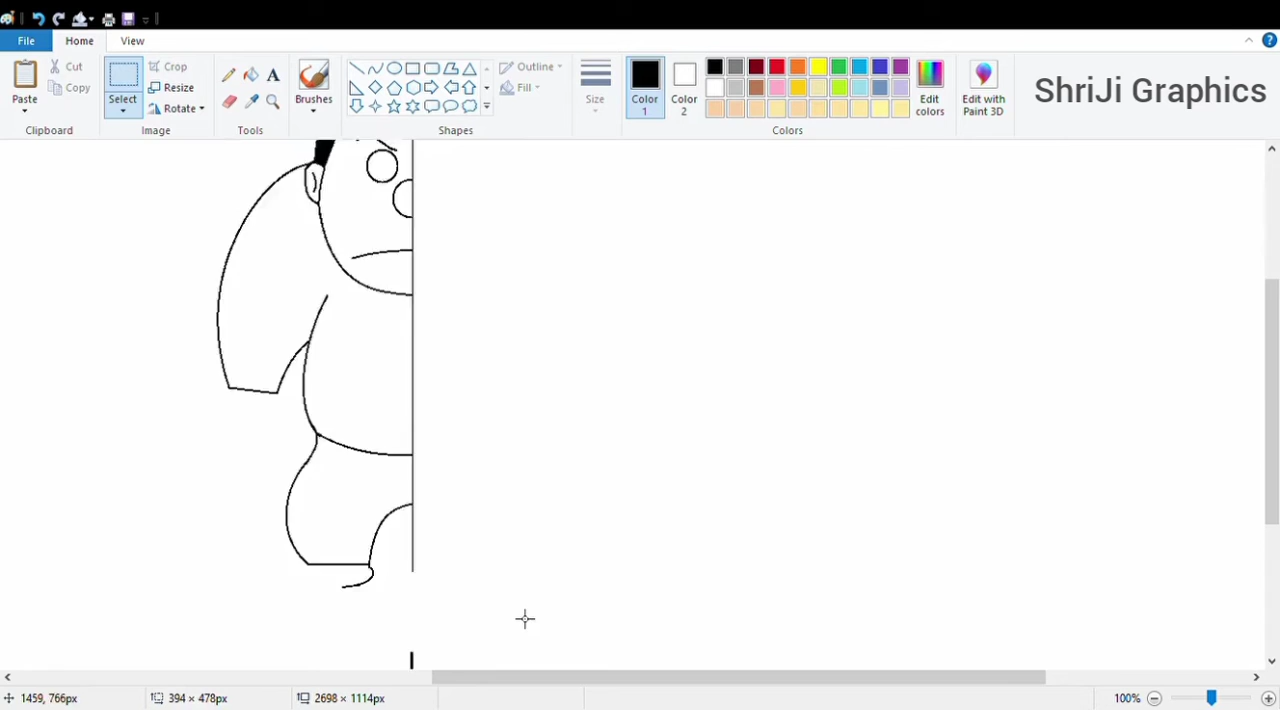 File
Home
View
Paste
Cut
Copy
Clipboard
Select
Crop
Resize
Rotate
Image
Tools
Brushes
Shapes
Outline
Fill
Size
Color
1
Color
2
Colors
Edit
colors
Edit with
Paint 3D
ShriJi Graphics
1459, 766px
394 × 478px
2698 × 1114px
100%